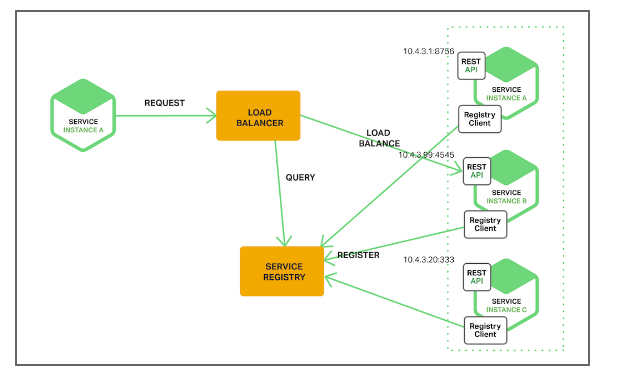 SERVICE
INSTANCE A
REQUEST
LOAD
BALANCER
QUERY
SERVICE
REGISTRY
LOAD
BALANCE
REGISTER
10.4.3.1:8756
REST
API
SERVICE
INSTANCE A
Registry
Client
10.4.3.99:4545
REST
API
SERVICE
INSTANCE B
Registry
Client
10.4.3.20:333
REST
API
SERVICE
INSTANCE C
Registry
Client